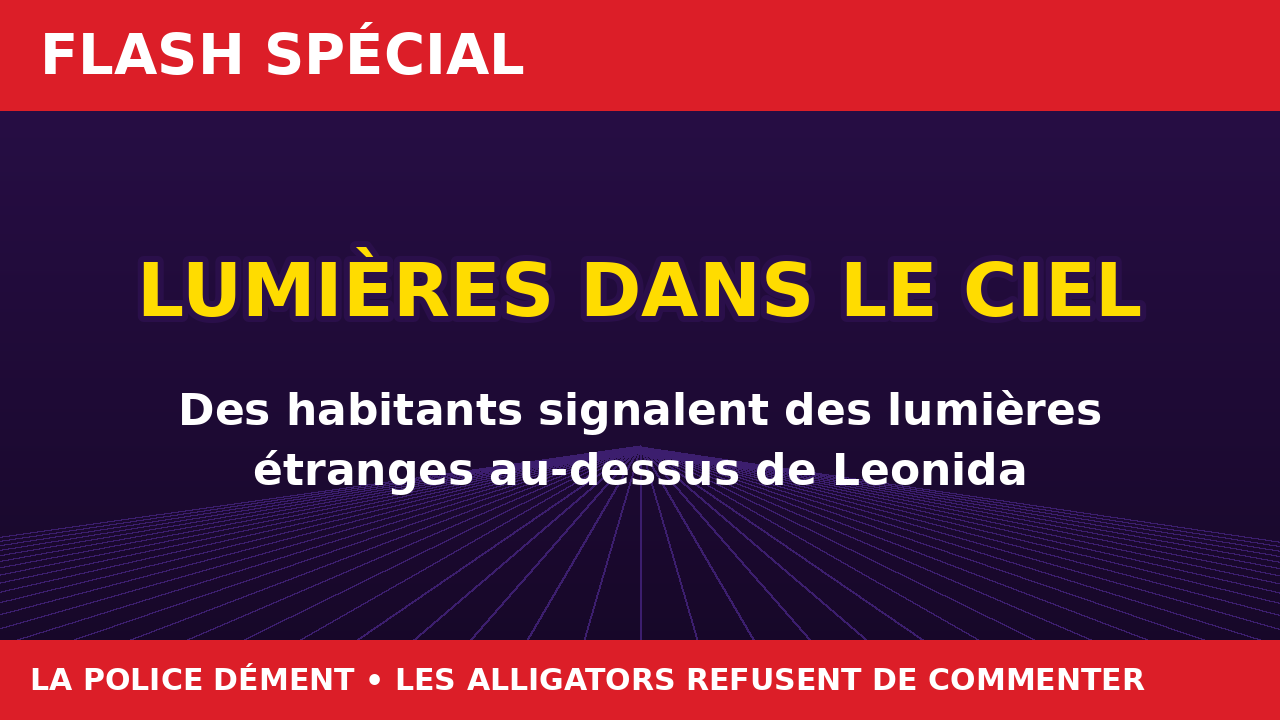 FLASH SPÉCIAL
LUMIÈRES DANS LE CIEL
Des habitants signalent des lumières
étranges au-dessus de Leonida
LA POLICE DÉMENT • LES ALLIGATORS REFUSENT DE COMMENTER